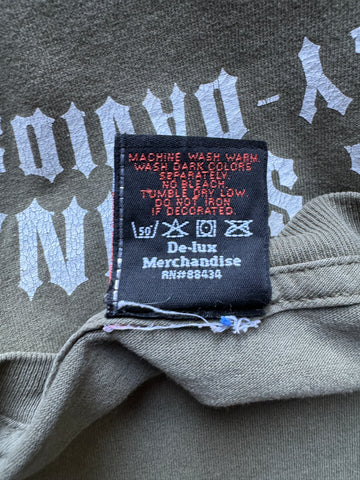 Y-DAVID
MACHINE WASH WARM.
WASH DARK COLORS
SEPARATELY.
NO BLEACH.
TUMBLE DRY LOW.
DO NOT IRON
IF DECORATED.
50°
De-lux
Merchandise
RN#88434